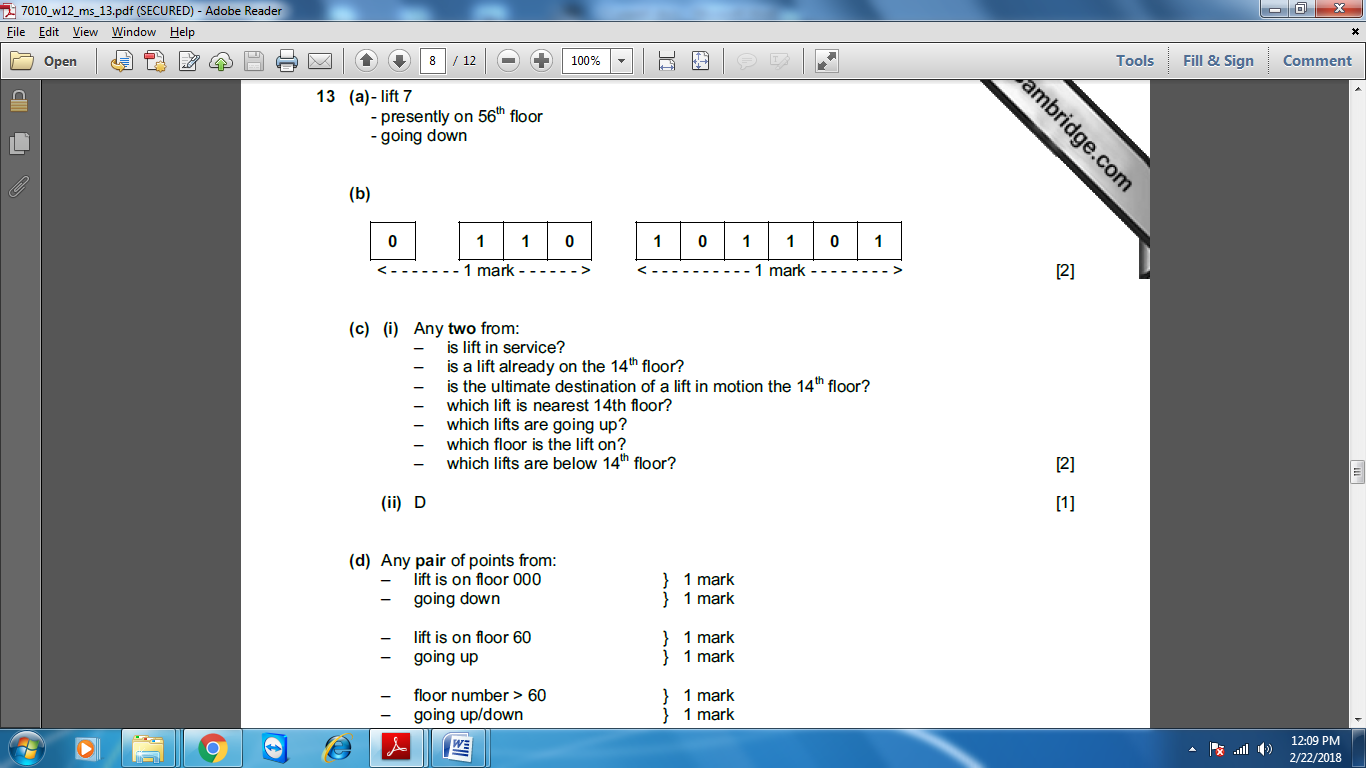 7010_w12_ms_13.pdf (SECURED) - Adobe Reader
File Edit View Window Help
Open 8 / 12 100% Tools Fill & Sign Comment
ambridge.com
13 (a) - lift 7
- presently on 56th floor
- going down
(b)
0 1 1 0 1 0 1 1 0 1
< - - - - - - - 1 mark - - - - - - > < - - - - - - - - - - 1 mark - - - - - - - - > [2]
(c) (i) Any two from:
– is lift in service?
– is a lift already on the 14th floor?
– is the ultimate destination of a lift in motion the 14th floor?
– which lift is nearest 14th floor?
– which lifts are going up?
– which floor is the lift on?
– which lifts are below 14th floor? [2]
(ii) D [1]
(d) Any pair of points from:
– lift is on floor 000 } 1 mark
– going down } 1 mark
– lift is on floor 60 } 1 mark
– going up } 1 mark
– floor number > 60 } 1 mark
– going up/down } 1 mark
12:09 PM
2/22/2018